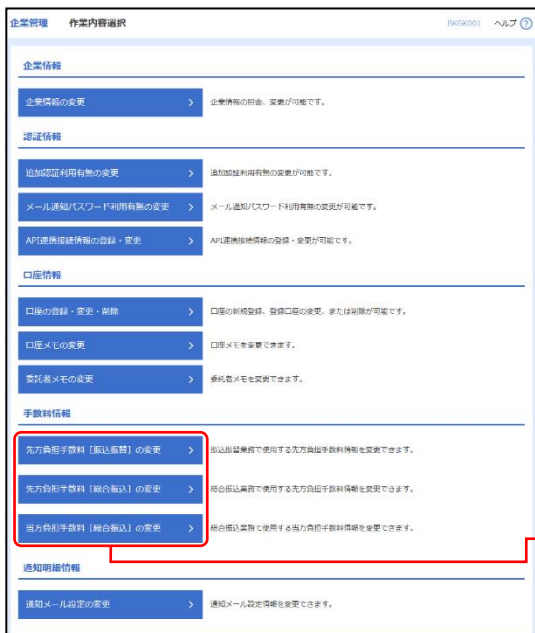 企業管理 作業内容選択 BKGK001 ヘルプ ?
企業情報
企業情報の変更 企業情報の照会、変更が可能です。
認証情報
追加認証利用有無の変更 追加認証利用有無の変更が可能です。
メール通知パスワード利用有無の変更 メール通知パスワード利用有無の変更が可能です。
API連携接続情報の登録・変更 API連携接続情報の登録・変更が可能です。
口座情報
口座の登録・変更・削除 口座の新規登録、登録口座の変更、または削除が可能です。
口座メモの変更 口座メモを変更できます。
委託者メモの変更 委託者メモを変更できます。
手数料情報
先方負担手数料［振込振替］の変更 振込振替業務で使用する先方負担手数料情報を変更できます。
先方負担手数料［総合振込］の変更 総合振込業務で使用する先方負担手数料情報を変更できます。
当方負担手数料［総合振込］の変更 総合振込業務で使用する当方負担手数料情報を変更できます。
通知明細情報
通知メール設定の変更 通知メール設定情報を変更できます。